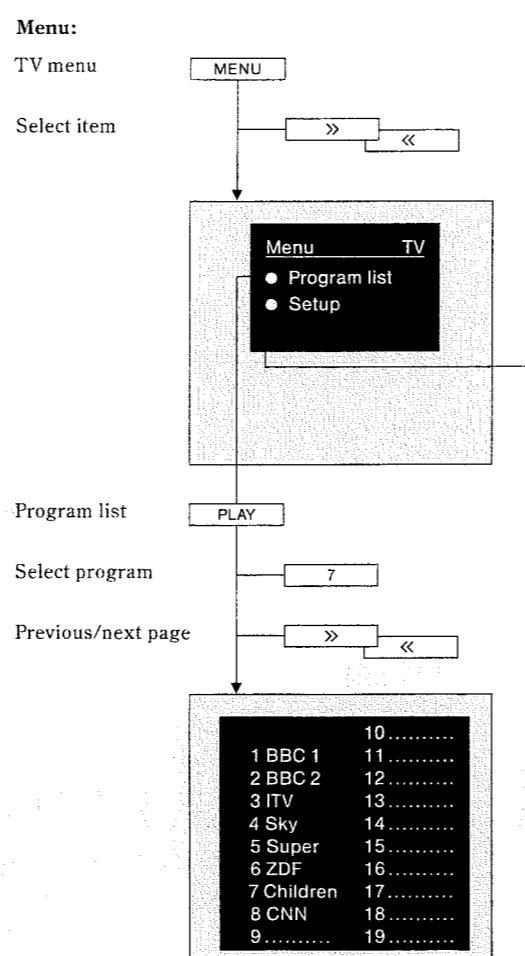 Menu:
TV menu MENU
Select item » «
Menu TV
● Program list
● Setup
Program list PLAY
Select program 7
Previous/next page » «
10..........
1 BBC 1 11..........
2 BBC 2 12..........
3 ITV 13..........
4 Sky 14..........
5 Super 15..........
6 ZDF 16..........
7 Children 17..........
8 CNN 18..........
9.......... 19..........